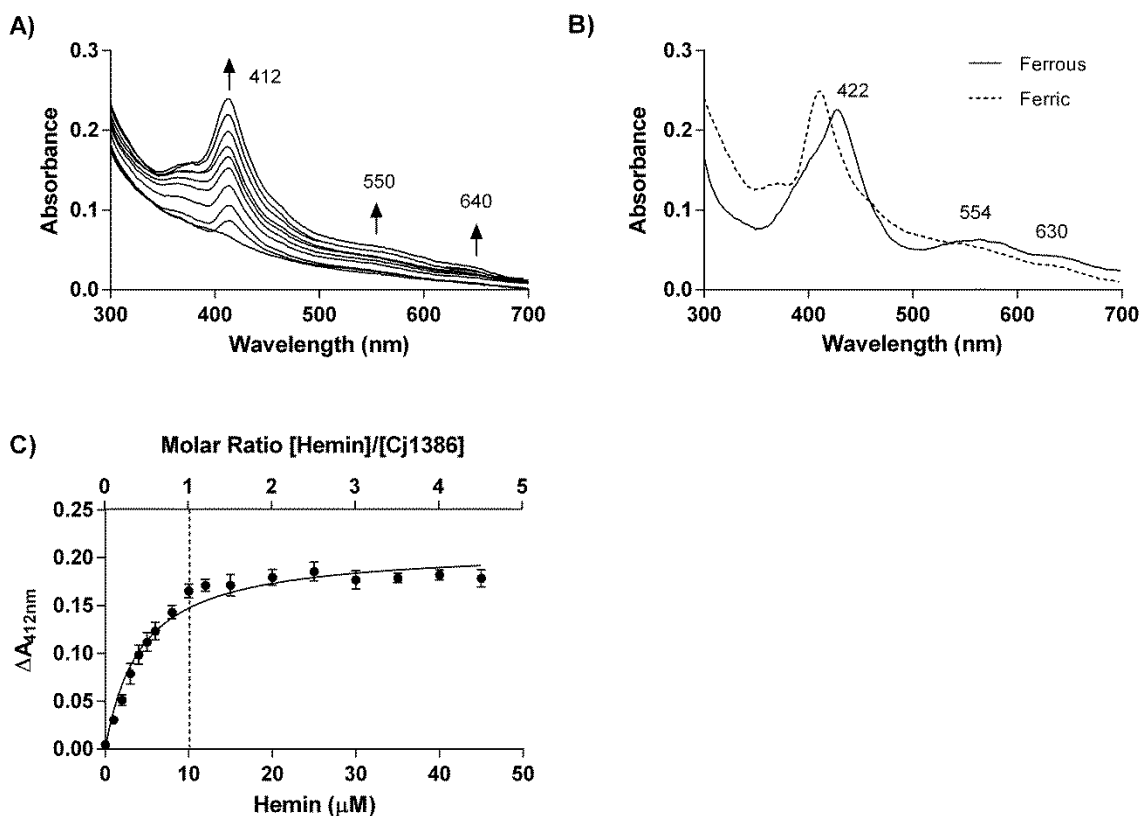 A)
412
550
640
0.3
0.2
0.1
0.0
Absorbance
300
400
500
600
700
Wavelength (nm)
B)
Ferrous
Ferric
422
554
630
0.3
0.2
0.1
0.0
Absorbance
300
400
500
600
700
Wavelength (nm)
C)
Molar Ratio [Hemin]/[Cj1386]
0 1 2 3 4 5
0.25
0.20
0.15
0.10
0.05
0.00
ΔA412nm
0 10 20 30 40 50
Hemin (μM)